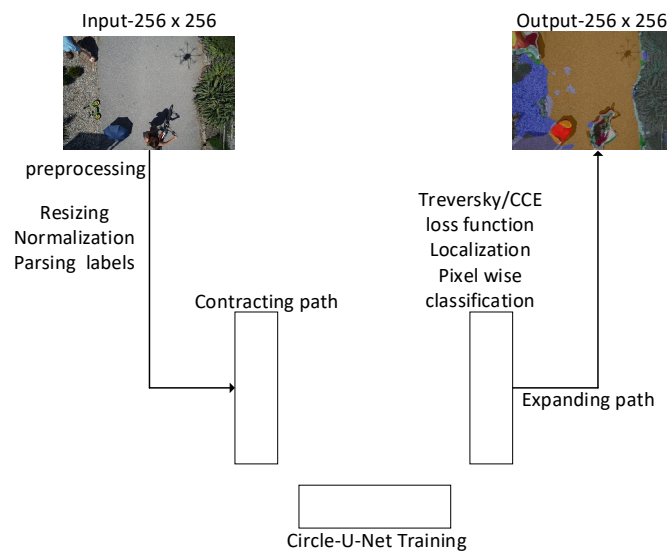 Input-256 x 256
Output-256 x 256
preprocessing
Resizing
Normalization
Parsing labels
Treversky/CCE
loss function
Localization
Pixel wise
classification
Contracting path
Expanding path
Circle-U-Net Training